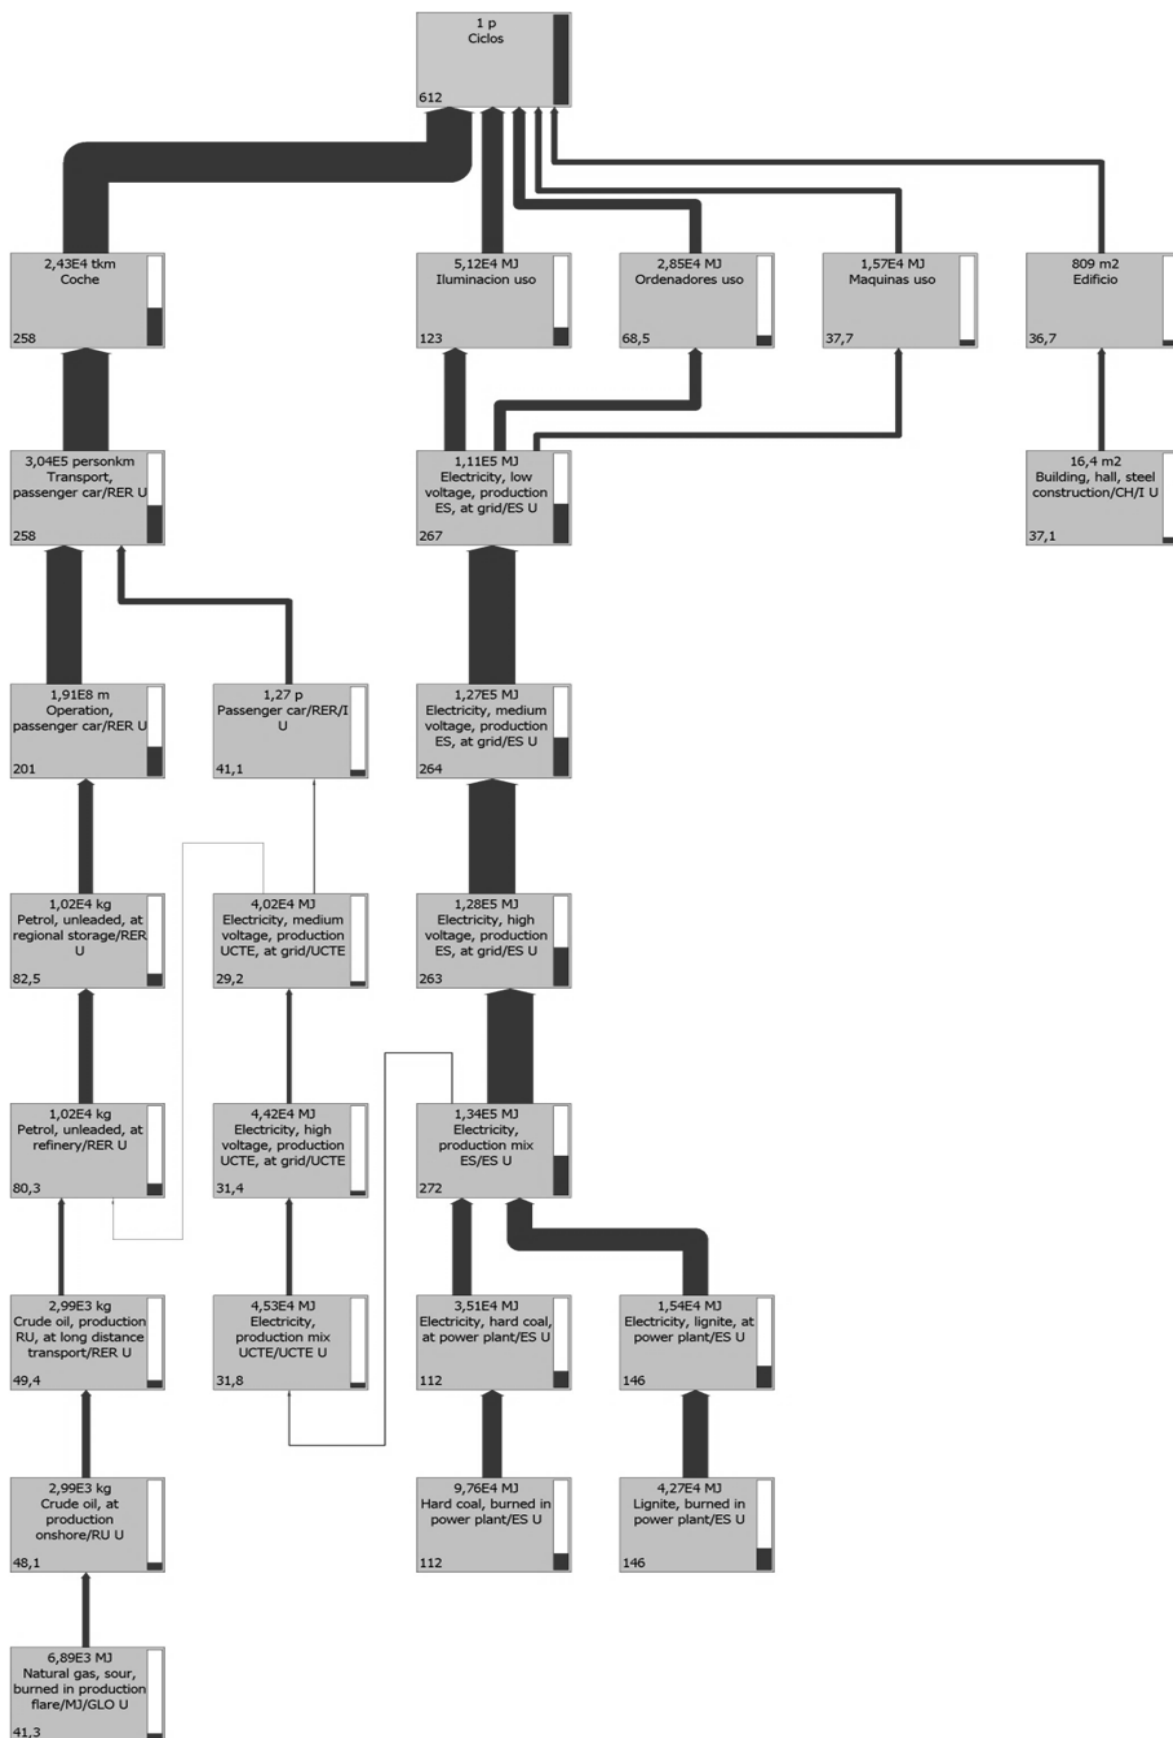 1 p
Ciclos
612
2,43E4 tkm
Coche
258
5,12E4 MJ
Iluminacion uso
123
2,85E4 MJ
Ordenadores uso
68,5
1,57E4 MJ
Maquinas uso
37,7
809 m2
Edificio
36,7
3,04E5 personkm
Transport,
passenger car/RER U
258
1,11E5 MJ
Electricity, low
voltage, production
ES, at grid/ES U
267
16,4 m2
Building, hall, steel
construction/CH/I U
37,1
1,91E8 m
Operation,
passenger car/RER U
201
1,27 p
Passenger car/RER/I
U
41,1
1,27E5 MJ
Electricity, medium
voltage, production
ES, at grid/ES U
264
1,02E4 kg
Petrol, unleaded, at
regional storage/RER
U
82,5
4,02E4 MJ
Electricity, medium
voltage, production
UCTE, at grid/UCTE
29,2
1,28E5 MJ
Electricity, high
voltage, production
ES, at grid/ES U
263
1,02E4 kg
Petrol, unleaded, at
refinery/RER U
80,3
4,42E4 MJ
Electricity, high
voltage, production
UCTE, at grid/UCTE
31,4
1,34E5 MJ
Electricity,
production mix
ES/ES U
272
2,99E3 kg
Crude oil, production
RU, at long distance
transport/RER U
49,4
4,53E4 MJ
Electricity,
production mix
UCTE/UCTE U
31,8
3,51E4 MJ
Electricity, hard coal,
at power plant/ES U
112
1,54E4 MJ
Electricity, lignite, at
power plant/ES U
146
2,99E3 kg
Crude oil, at
production
onshore/RU U
48,1
9,76E4 MJ
Hard coal, burned in
power plant/ES U
112
4,27E4 MJ
Lignite, burned in
power plant/ES U
146
6,89E3 MJ
Natural gas, sour,
burned in production
flare/MJ/GLO U
41,3